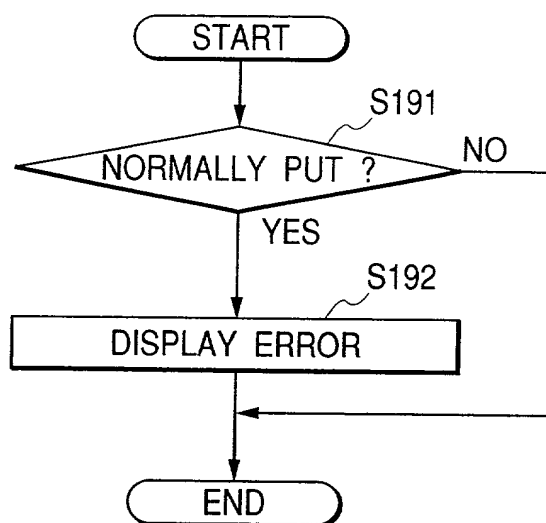 START
S191
NORMALLY PUT ?
NO
YES
S192
DISPLAY ERROR
END